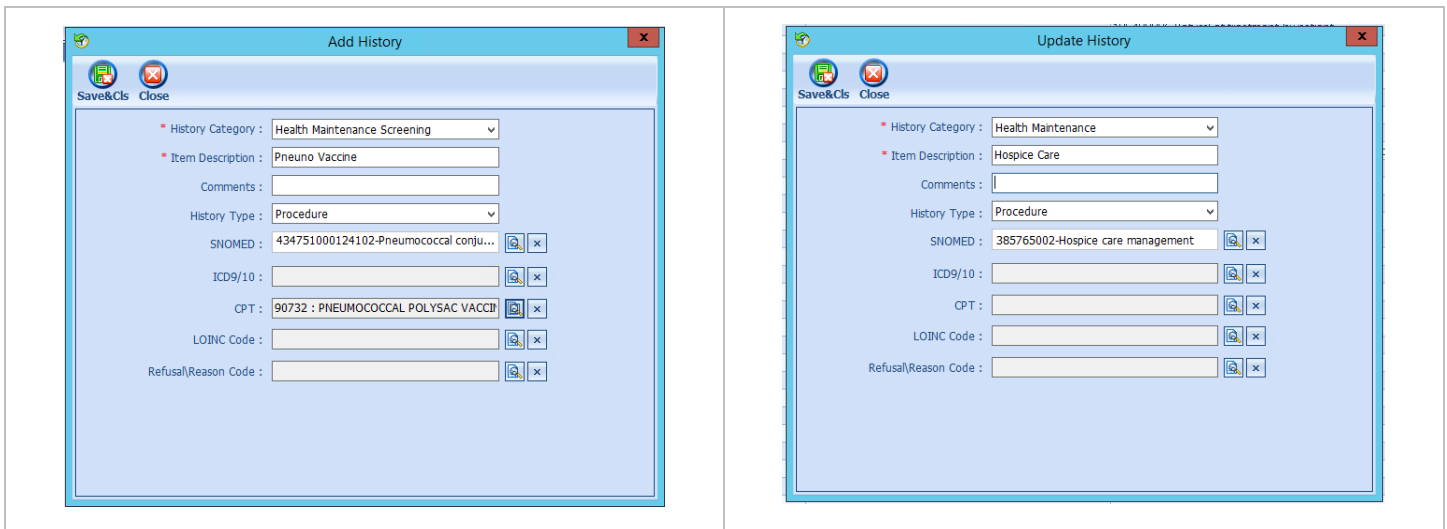 Add History
x
Save&Cls Close
* History Category : Health Maintenance Screening
* Item Description : Pneuno Vaccine
Comments :
History Type : Procedure
SNOMED : 434751000124102-Pneumococcal conju...
ICD9/10 :
CPT : 90732 : PNEUMOCOCCAL POLYSAC VACCIN
LOINC Code :
Refusal\Reason Code :
Update History
x
Save&Cls Close
* History Category : Health Maintenance
* Item Description : Hospice Care
Comments :
History Type : Procedure
SNOMED : 385765002-Hospice care management
ICD9/10 :
CPT :
LOINC Code :
Refusal\Reason Code :